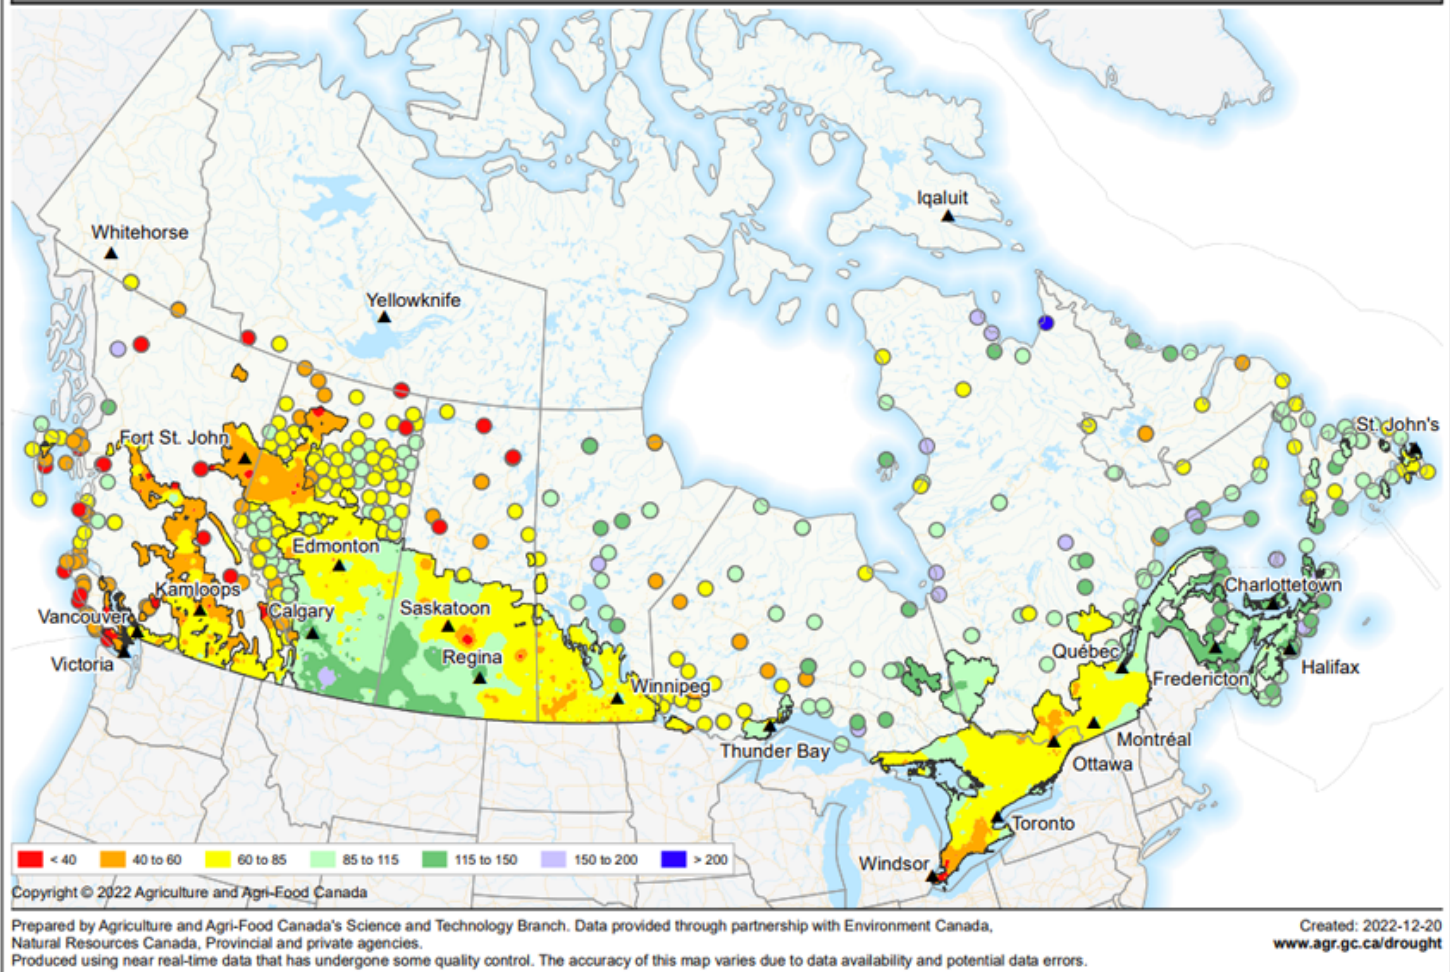 Iqaluit
Whitehorse
Yellowknife
St. John's
Fort St. John
Edmonton
Charlottetown
Kamloops
Calgary
Saskatoon
Vancouver
Québec
Regina
Victoria
Halifax
Fredericton
Winnipeg
Montréal
Thunder Bay
Ottawa
Toronto
Windsor
< 40 40 to 60 60 to 85 85 to 115 115 to 150 150 to 200 > 200
Copyright © 2022 Agriculture and Agri-Food Canada
Prepared by Agriculture and Agri-Food Canada's Science and Technology Branch. Data provided through partnership with Environment Canada,
Natural Resources Canada, Provincial and private agencies.
Produced using near real-time data that has undergone some quality control. The accuracy of this map varies due to data availability and potential data errors.
Created: 2022-12-20
www.agr.gc.ca/drought